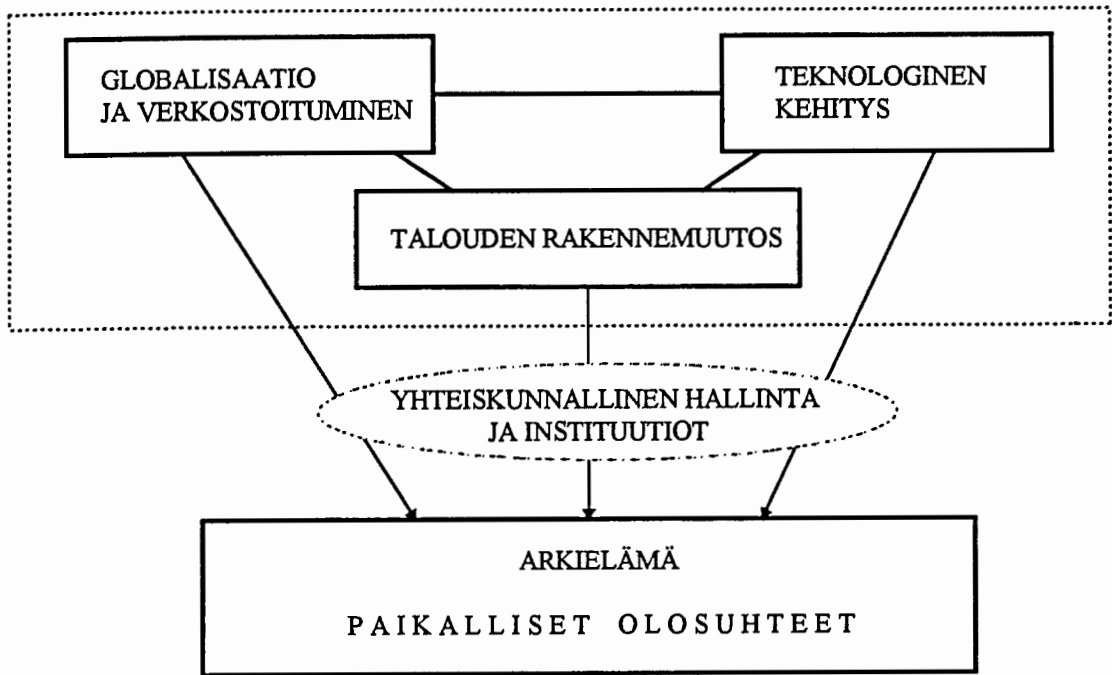 GLOBALISAATIO
JA VERKOSTOITUMINEN
TEKNOLOGINEN
KEHITYS
TALOUDEN RAKENNEMUUTOS
YHTEISKUNNALLINEN HALLINTA
JA INSTITUUTIOT
ARKIELÄMÄ
PAIKALLISET OLOSUHTEET